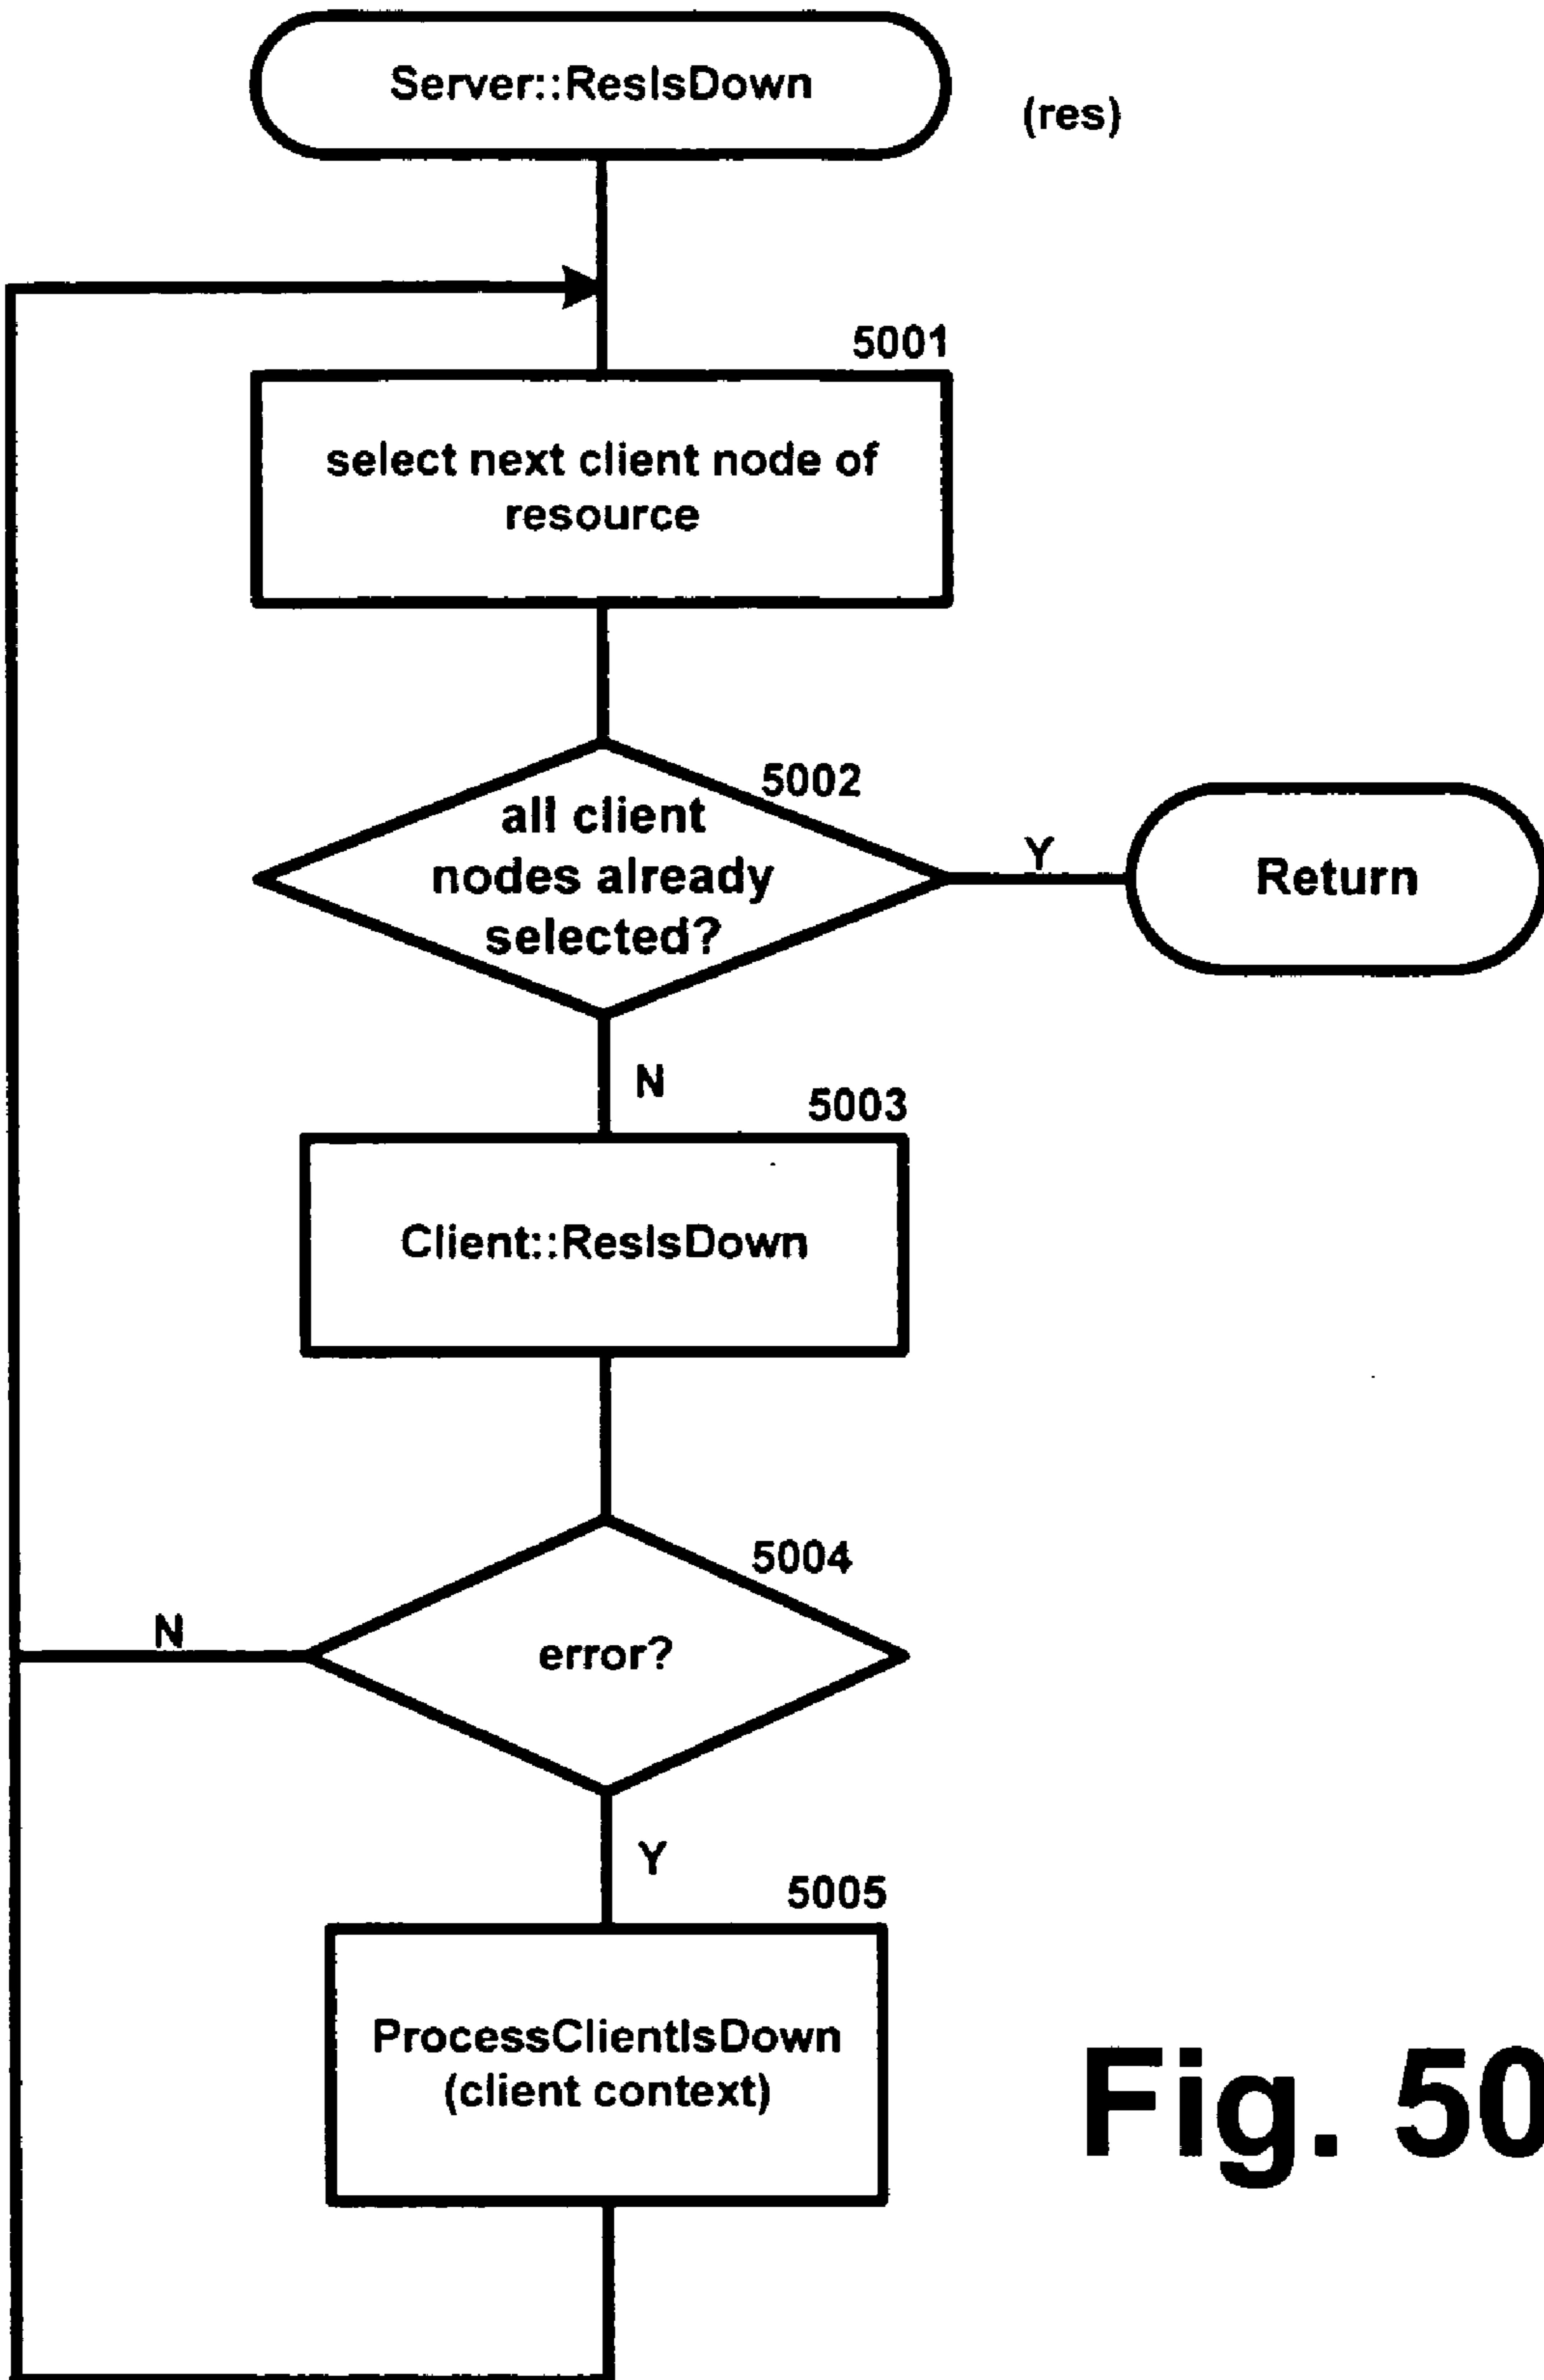 Server::ResIsDown
(res)
5001
select next client node of
resource
5002
all client
nodes already
selected?
Y
Return
N
5003
Client::ResIsDown
5004
error?
N
Y
5005
ProcessClientIsDown
(client context)
Fig. 50